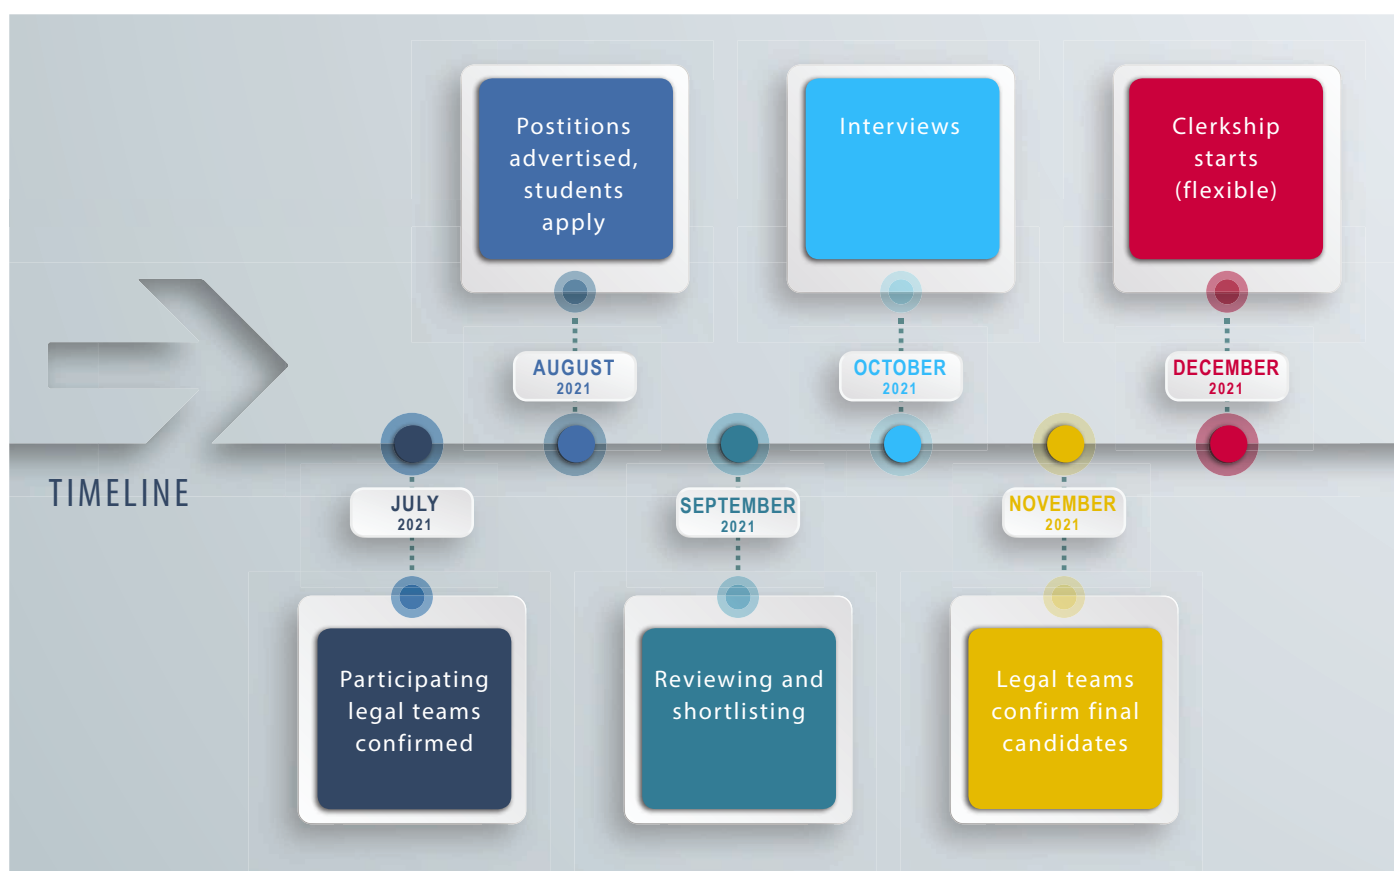 TIMELINE
JULY
2021
Participating
legal teams
confirmed
Postitions
advertised,
students
apply
AUGUST
2021
SEPTEMBER
2021
Reviewing and
shortlisting
Interviews
OCTOBER
2021
NOVEMBER
2021
Legal teams
confirm final
candidates
Clerkship
starts
(flexible)
DECEMBER
2021